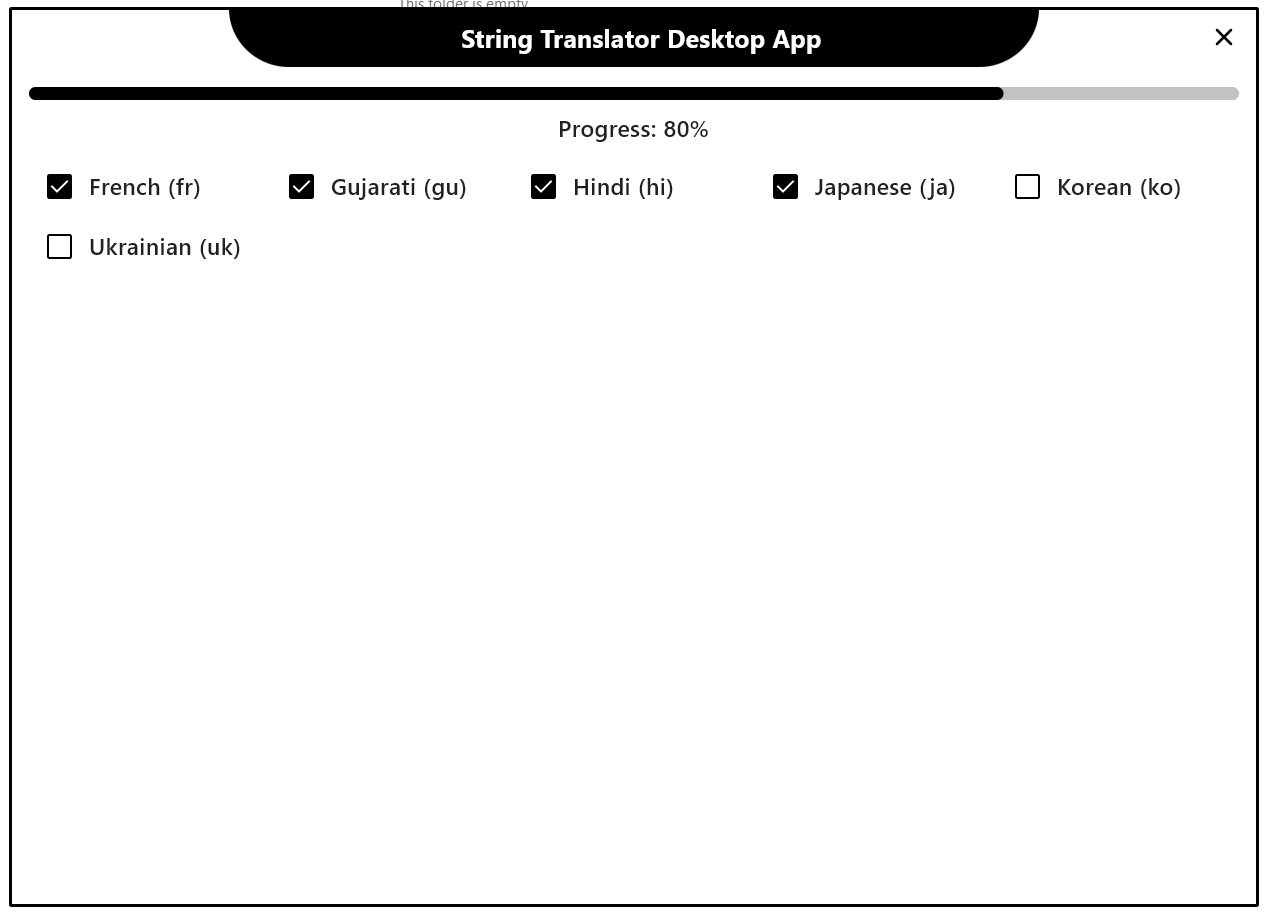 This folder is empty.
String Translator Desktop App
Progress: 80%
French (fr) Gujarati (gu) Hindi (hi) Japanese (ja) Korean (ko)
Ukrainian (uk)